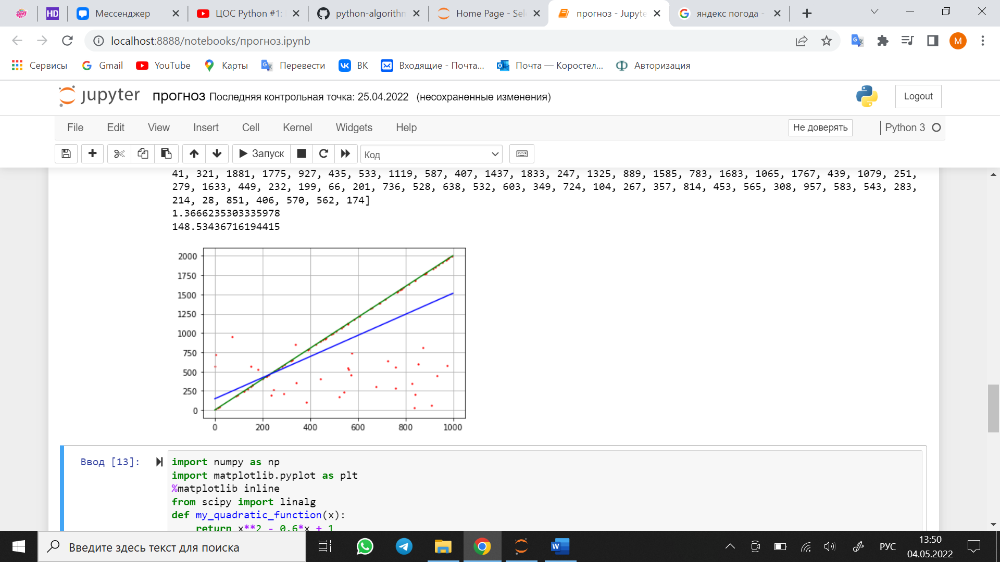 HD
Мессенджер
ЦОС Python #1:
python-algorithm
Home Page - Sel
прогноз - Jupyte
яндекс погода -
localhost:8888/notebooks/прогноз.ipynb
M
Сервисы
Gmail
YouTube
Карты
Перевести
ВК
Входящие - Почта...
Почта — Коростел...
Авторизация
jupyter прогноз Последняя контрольная точка: 25.04.2022 (несохраненные изменения)
Logout
File Edit View Insert Cell Kernel Widgets Help
Не доверять
Python 3
Запуск
Код
41, 321, 1881, 1775, 927, 435, 533, 1119, 587, 407, 1437, 1833, 247, 1325, 889, 1585, 783, 1683, 1065, 1767, 439, 1079, 251,
279, 1633, 449, 232, 199, 66, 201, 736, 528, 638, 532, 603, 349, 724, 104, 267, 357, 814, 453, 565, 308, 957, 583, 543, 283,
214, 28, 851, 406, 570, 562, 174]
1.3666235303335978
148.53436716194415
2000
1750
1500
1250
1000
750
500
250
0
0 200 400 600 800 1000
Ввод [13]:
import numpy as np
import matplotlib.pyplot as plt
%matplotlib inline
from scipy import linalg
def my_quadratic_function(x):
return x**2 - 0.6*x + 1
Введите здесь текст для поиска
W
РУС
13:50
04.05.2022